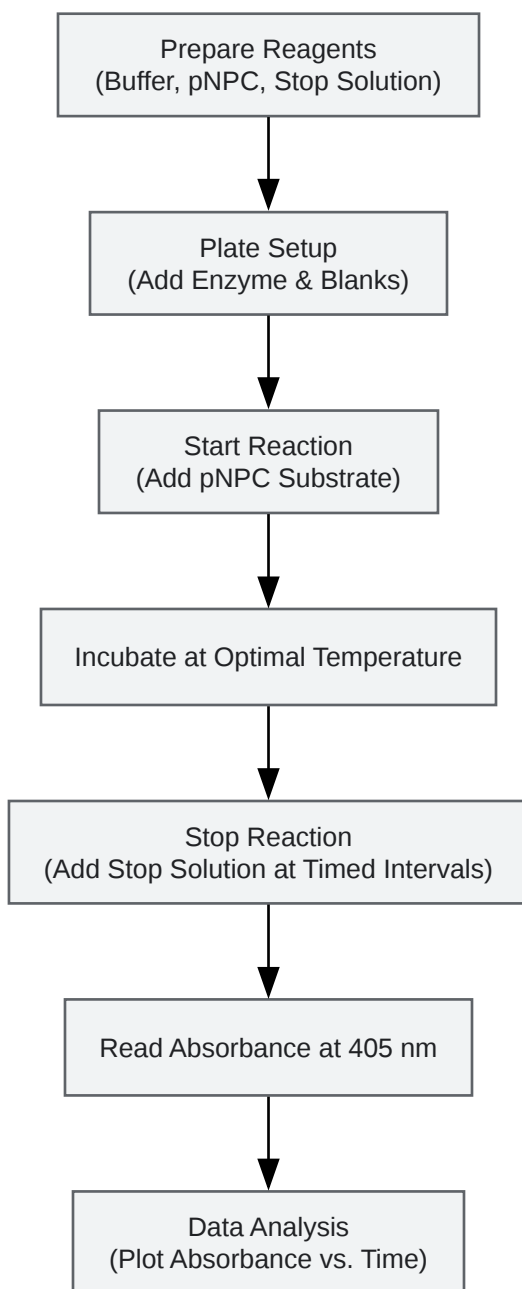 Prepare Reagents
(Buffer, pNPC, Stop Solution)
Plate Setup
(Add Enzyme & Blanks)
Start Reaction
(Add pNPC Substrate)
Incubate at Optimal Temperature
Stop Reaction
(Add Stop Solution at Timed Intervals)
Read Absorbance at 405 nm
Data Analysis
(Plot Absorbance vs. Time)